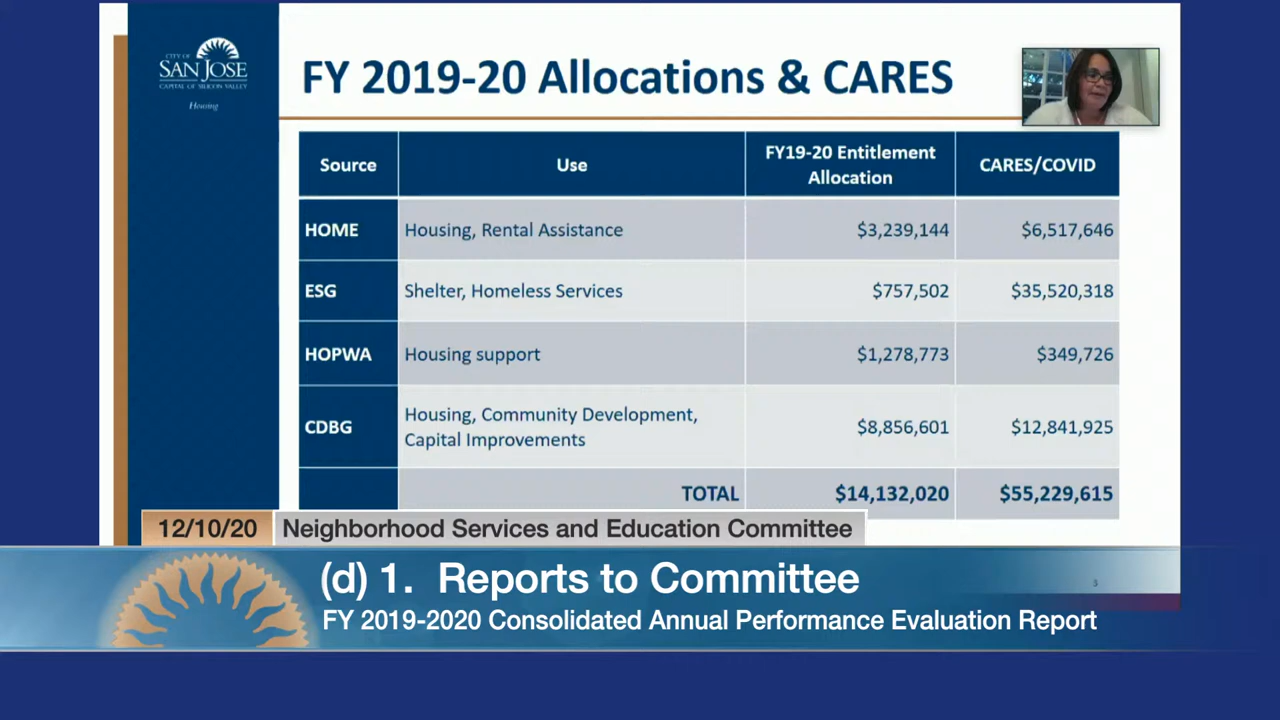 CITY OF
SAN JOSE
CAPITAL OF SILICON VALLEY
Housing
FY 2019-20 Allocations & CARES
Source
Use
FY19-20 Entitlement
Allocation
CARES/COVID
HOME
Housing, Rental Assistance
$3,239,144
$6,517,646
ESG
Shelter, Homeless Services
$757,502
$35,520,318
HOPWA
Housing support
$1,278,773
$349,726
CDBG
Housing, Community Development,
Capital Improvements
$8,856,601
$12,841,925
TOTAL
$14,132,020
$55,229,615
12/10/20
Neighborhood Services and Education Committee
(d) 1. Reports to Committee
FY 2019-2020 Consolidated Annual Performance Evaluation Report